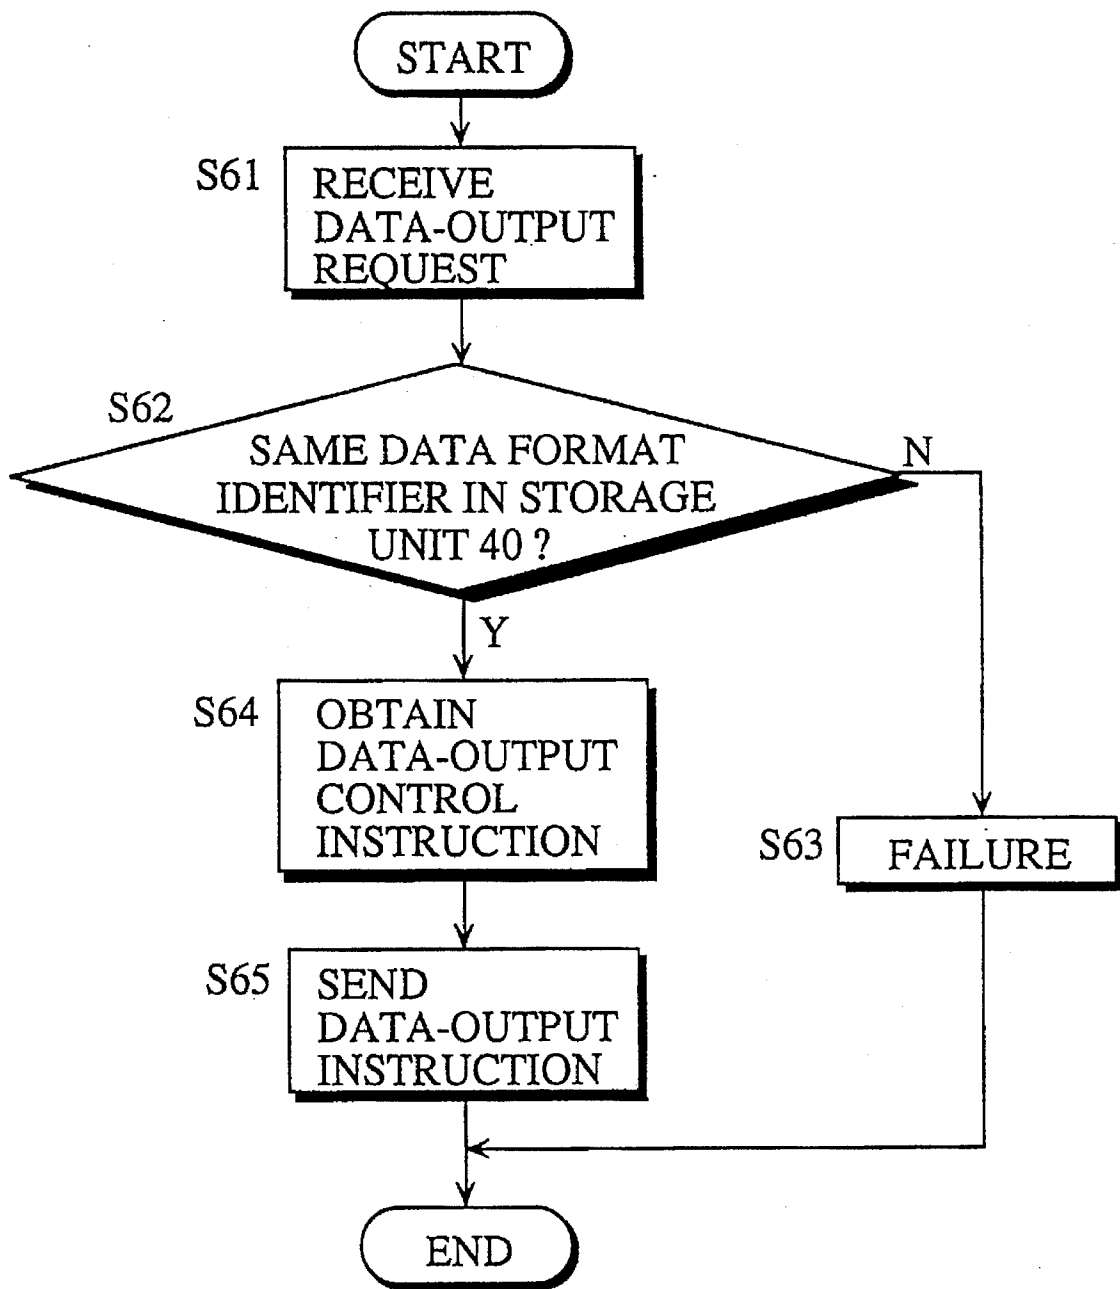 START
S61
RECEIVE
DATA-OUTPUT
REQUEST
S62
SAME DATA FORMAT
IDENTIFIER IN STORAGE
UNIT 40 ?
N
Y
S64
OBTAIN
DATA-OUTPUT
CONTROL
INSTRUCTION
S63
FAILURE
S65
SEND
DATA-OUTPUT
INSTRUCTION
END